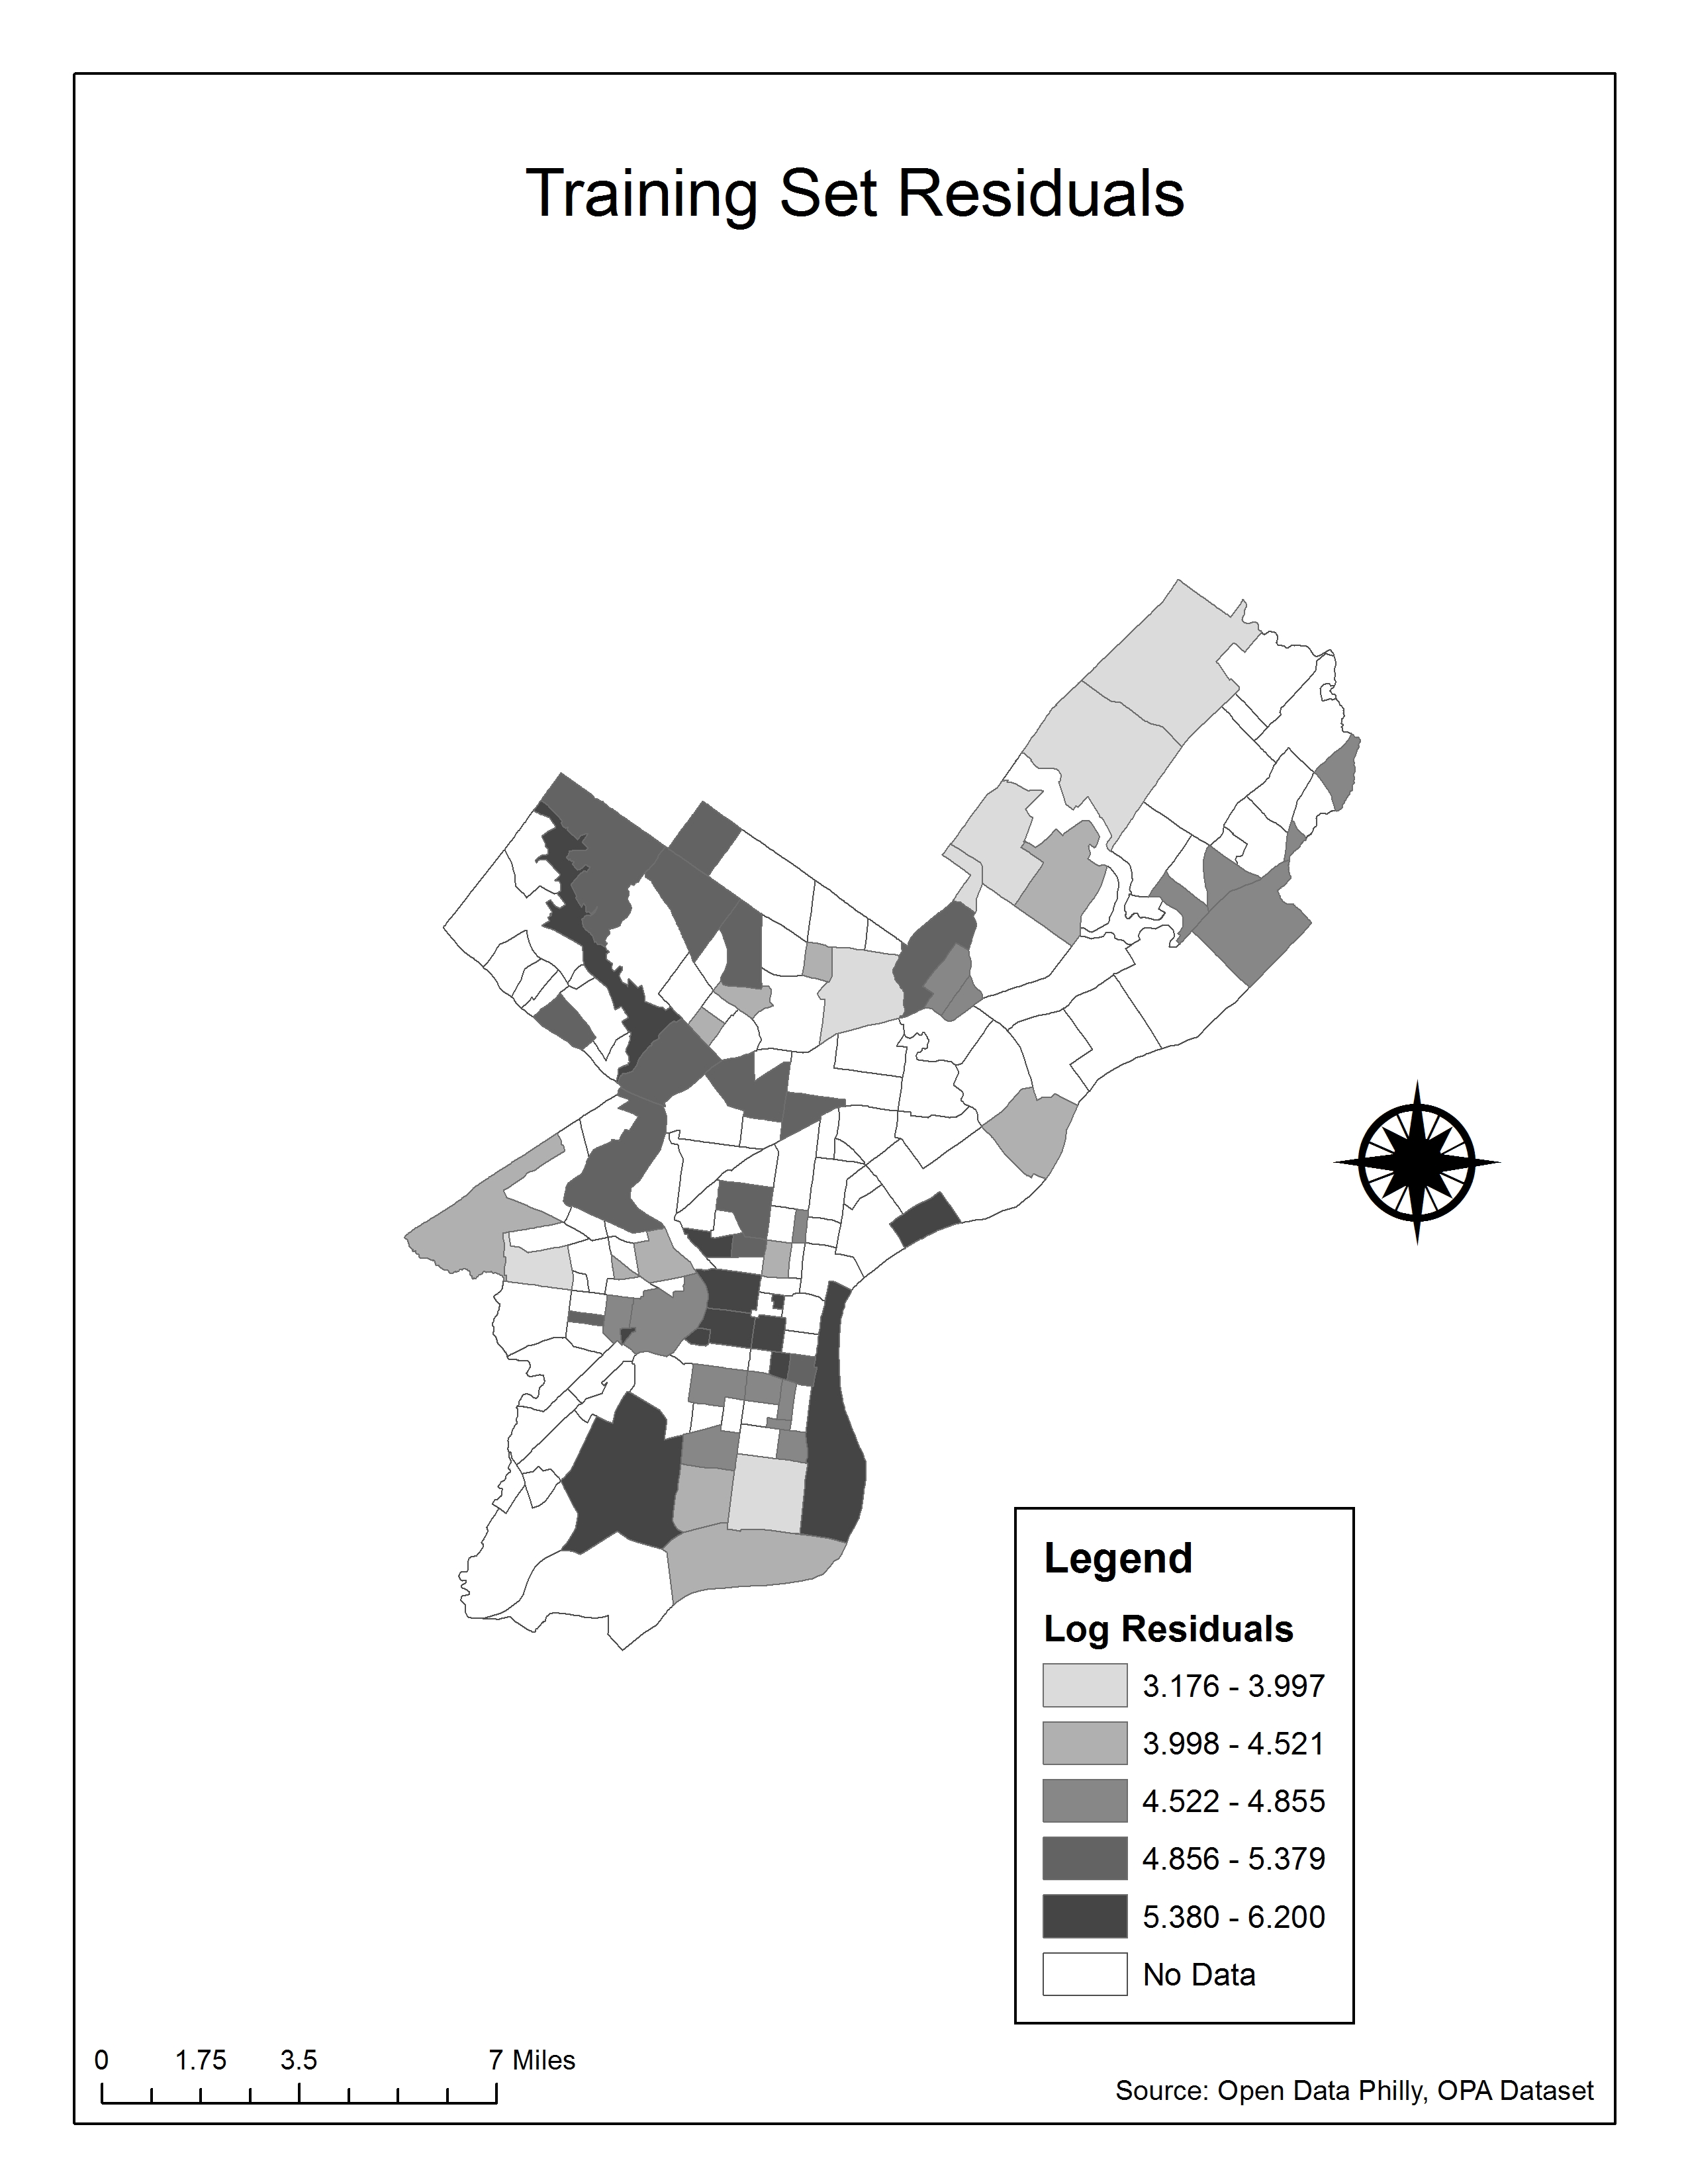 Training Set Residuals
Legend
Log Residuals
3.176 - 3.997
3.998 - 4.521
4.522 - 4.855
4.856 - 5.379
5.380 - 6.200
No Data
0 1.75 3.5 7 Miles
Source: Open Data Philly, OPA Dataset